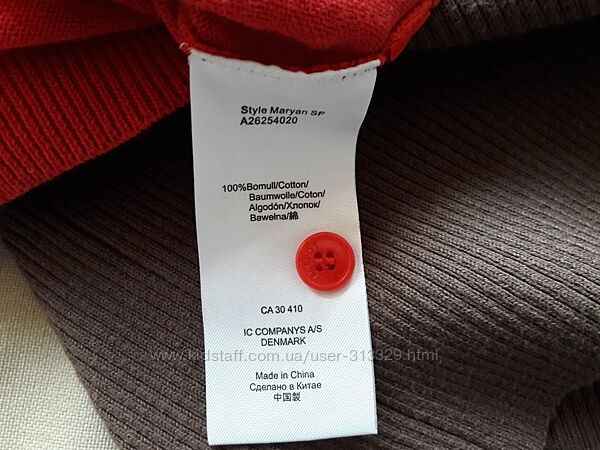 Style Maryan SF
A26254020
100%Bomull/Cotton/
Baumwolle/Coton/
Algodón/Хлопок/
Bawełna/綿
CA 30 410
IC COMPANYS A/S
DENMARK
www.kidstaff.com.ua/user-313329.html
Made in China
Сделано в Китае
中国製